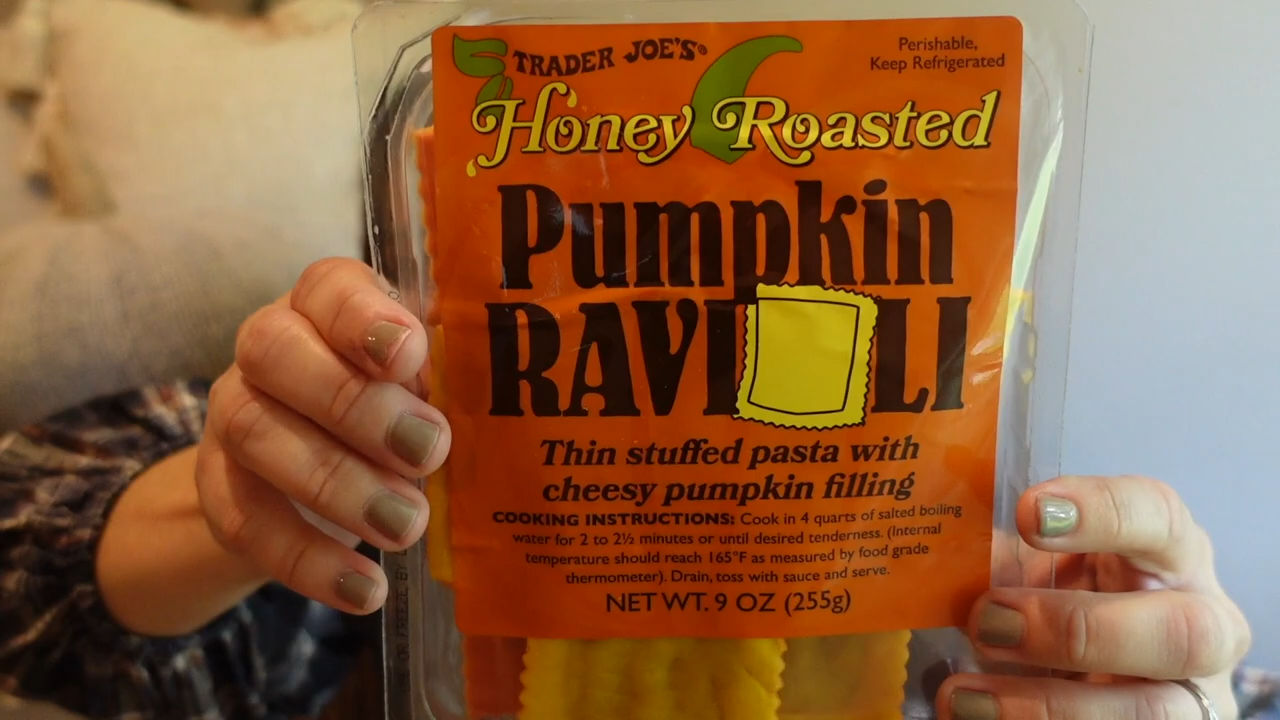 TRADER JOE'S®
Perishable,
Keep Refrigerated
Honey Roasted
Pumpkin
RAVIOLI
Thin stuffed pasta with
cheesy pumpkin filling
COOKING INSTRUCTIONS: Cook in 4 quarts of salted boiling
water for 2 to 2½ minutes or until desired tenderness. (Internal
temperature should reach 165°F as measured by food grade
thermometer). Drain, toss with sauce and serve.
NET WT. 9 OZ (255g)
OR FREEZE BY